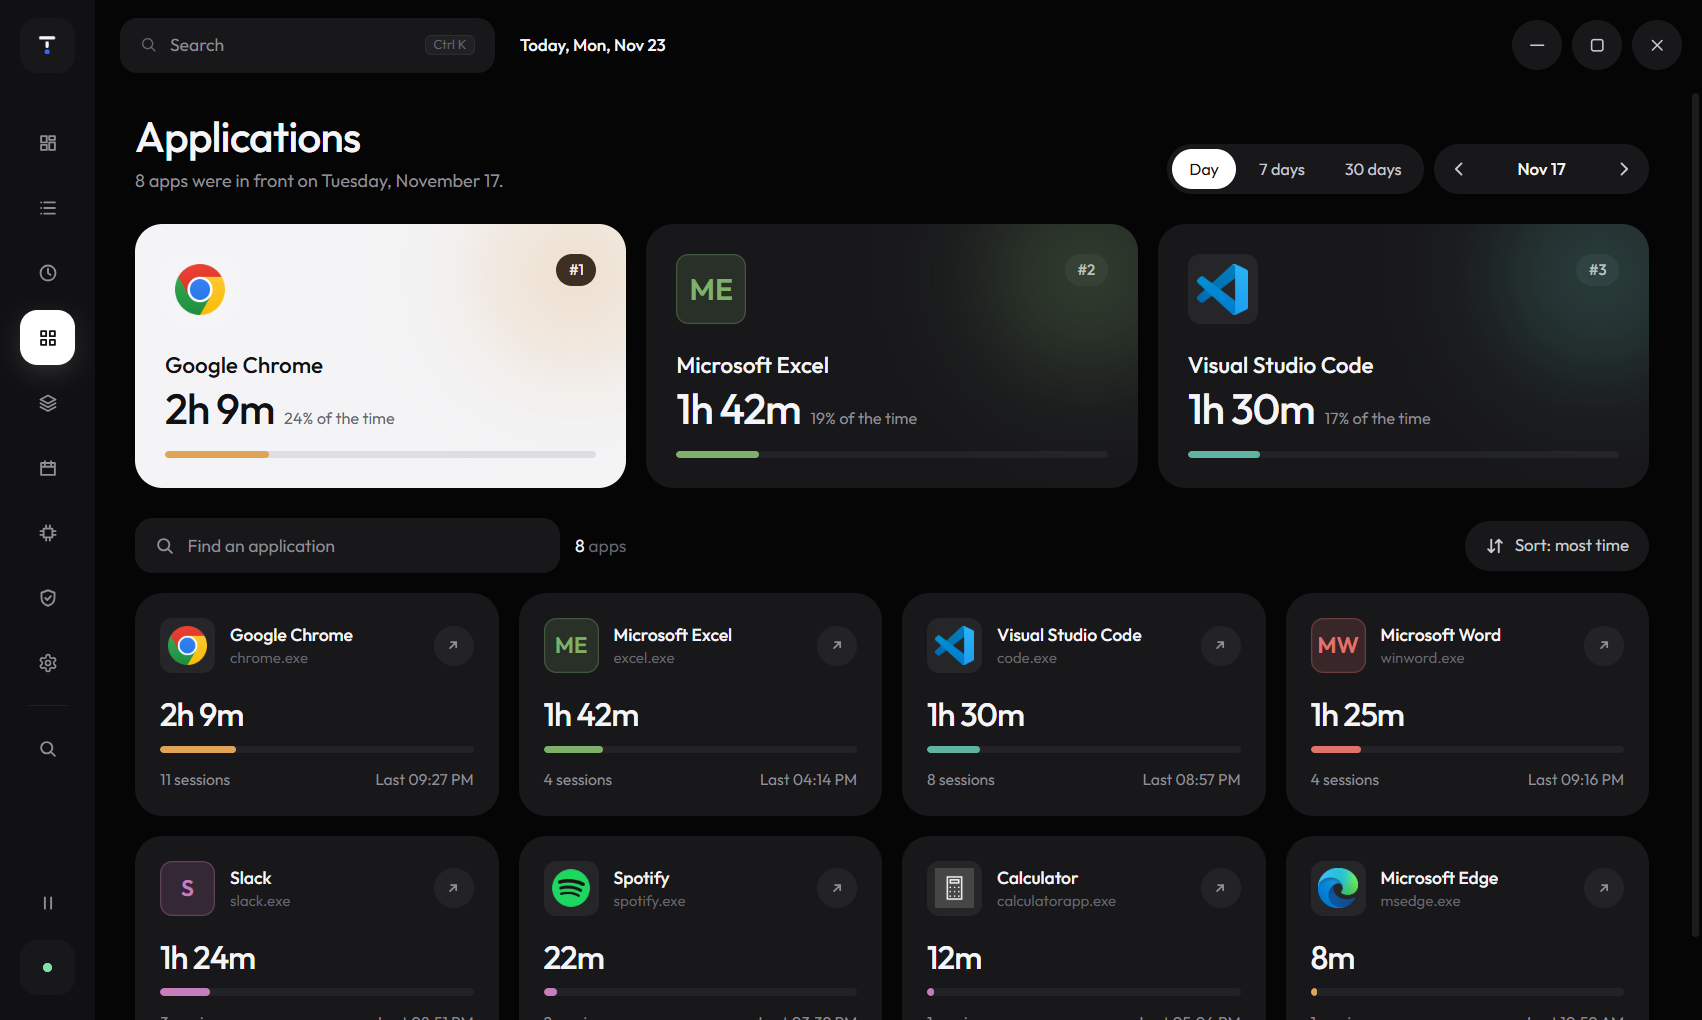 Search Ctrl K Today, Mon, Nov 23
Applications
8 apps were in front on Tuesday, November 17.
Day 7 days 30 days Nov 17
#1
Google Chrome
2h 9m 24% of the time
#2
ME
Microsoft Excel
1h 42m 19% of the time
#3
Visual Studio Code
1h 30m 17% of the time
Find an application 8 apps Sort: most time
Google Chrome
chrome.exe
2h 9m
11 sessions Last 09:27 PM
ME
Microsoft Excel
excel.exe
1h 42m
4 sessions Last 04:14 PM
Visual Studio Code
code.exe
1h 30m
8 sessions Last 08:57 PM
MW
Microsoft Word
winword.exe
1h 25m
4 sessions Last 09:16 PM
S
Slack
slack.exe
1h 24m
Spotify
spotify.exe
22m
Calculator
calculatorapp.exe
12m
Microsoft Edge
msedge.exe
8m